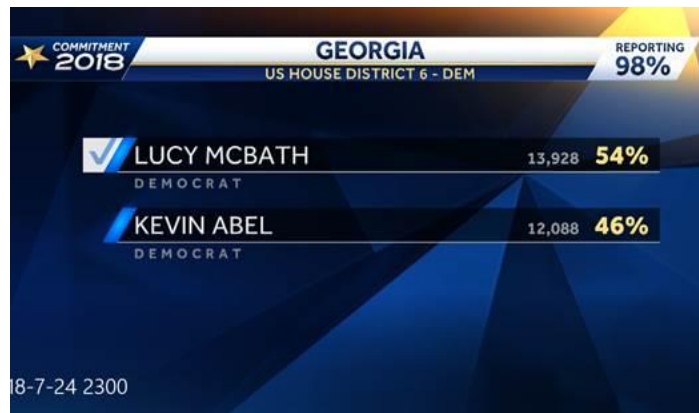 COMMITMENT
2018
GEORGIA
US HOUSE DISTRICT 6 - DEM
REPORTING
98%
LUCY MCBATH 13,928 54%
DEMOCRAT
KEVIN ABEL 12,088 46%
DEMOCRAT
18-7-24 2300